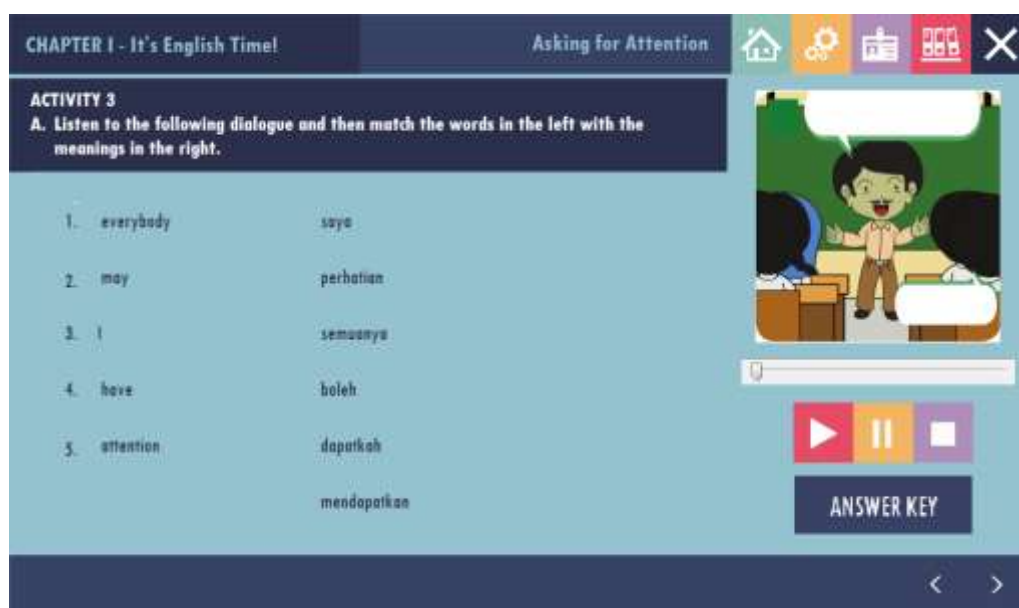 CHAPTER I - It's English Time!
Asking for Attention
ACTIVITY 3
A. Listen to the following dialogue and then match the words in the left with the
meanings in the right.
1. everybody saya
2. may perhatian
3. I semuanya
4. have boleh
5. attention dapatkah
mendapatkan
ANSWER KEY